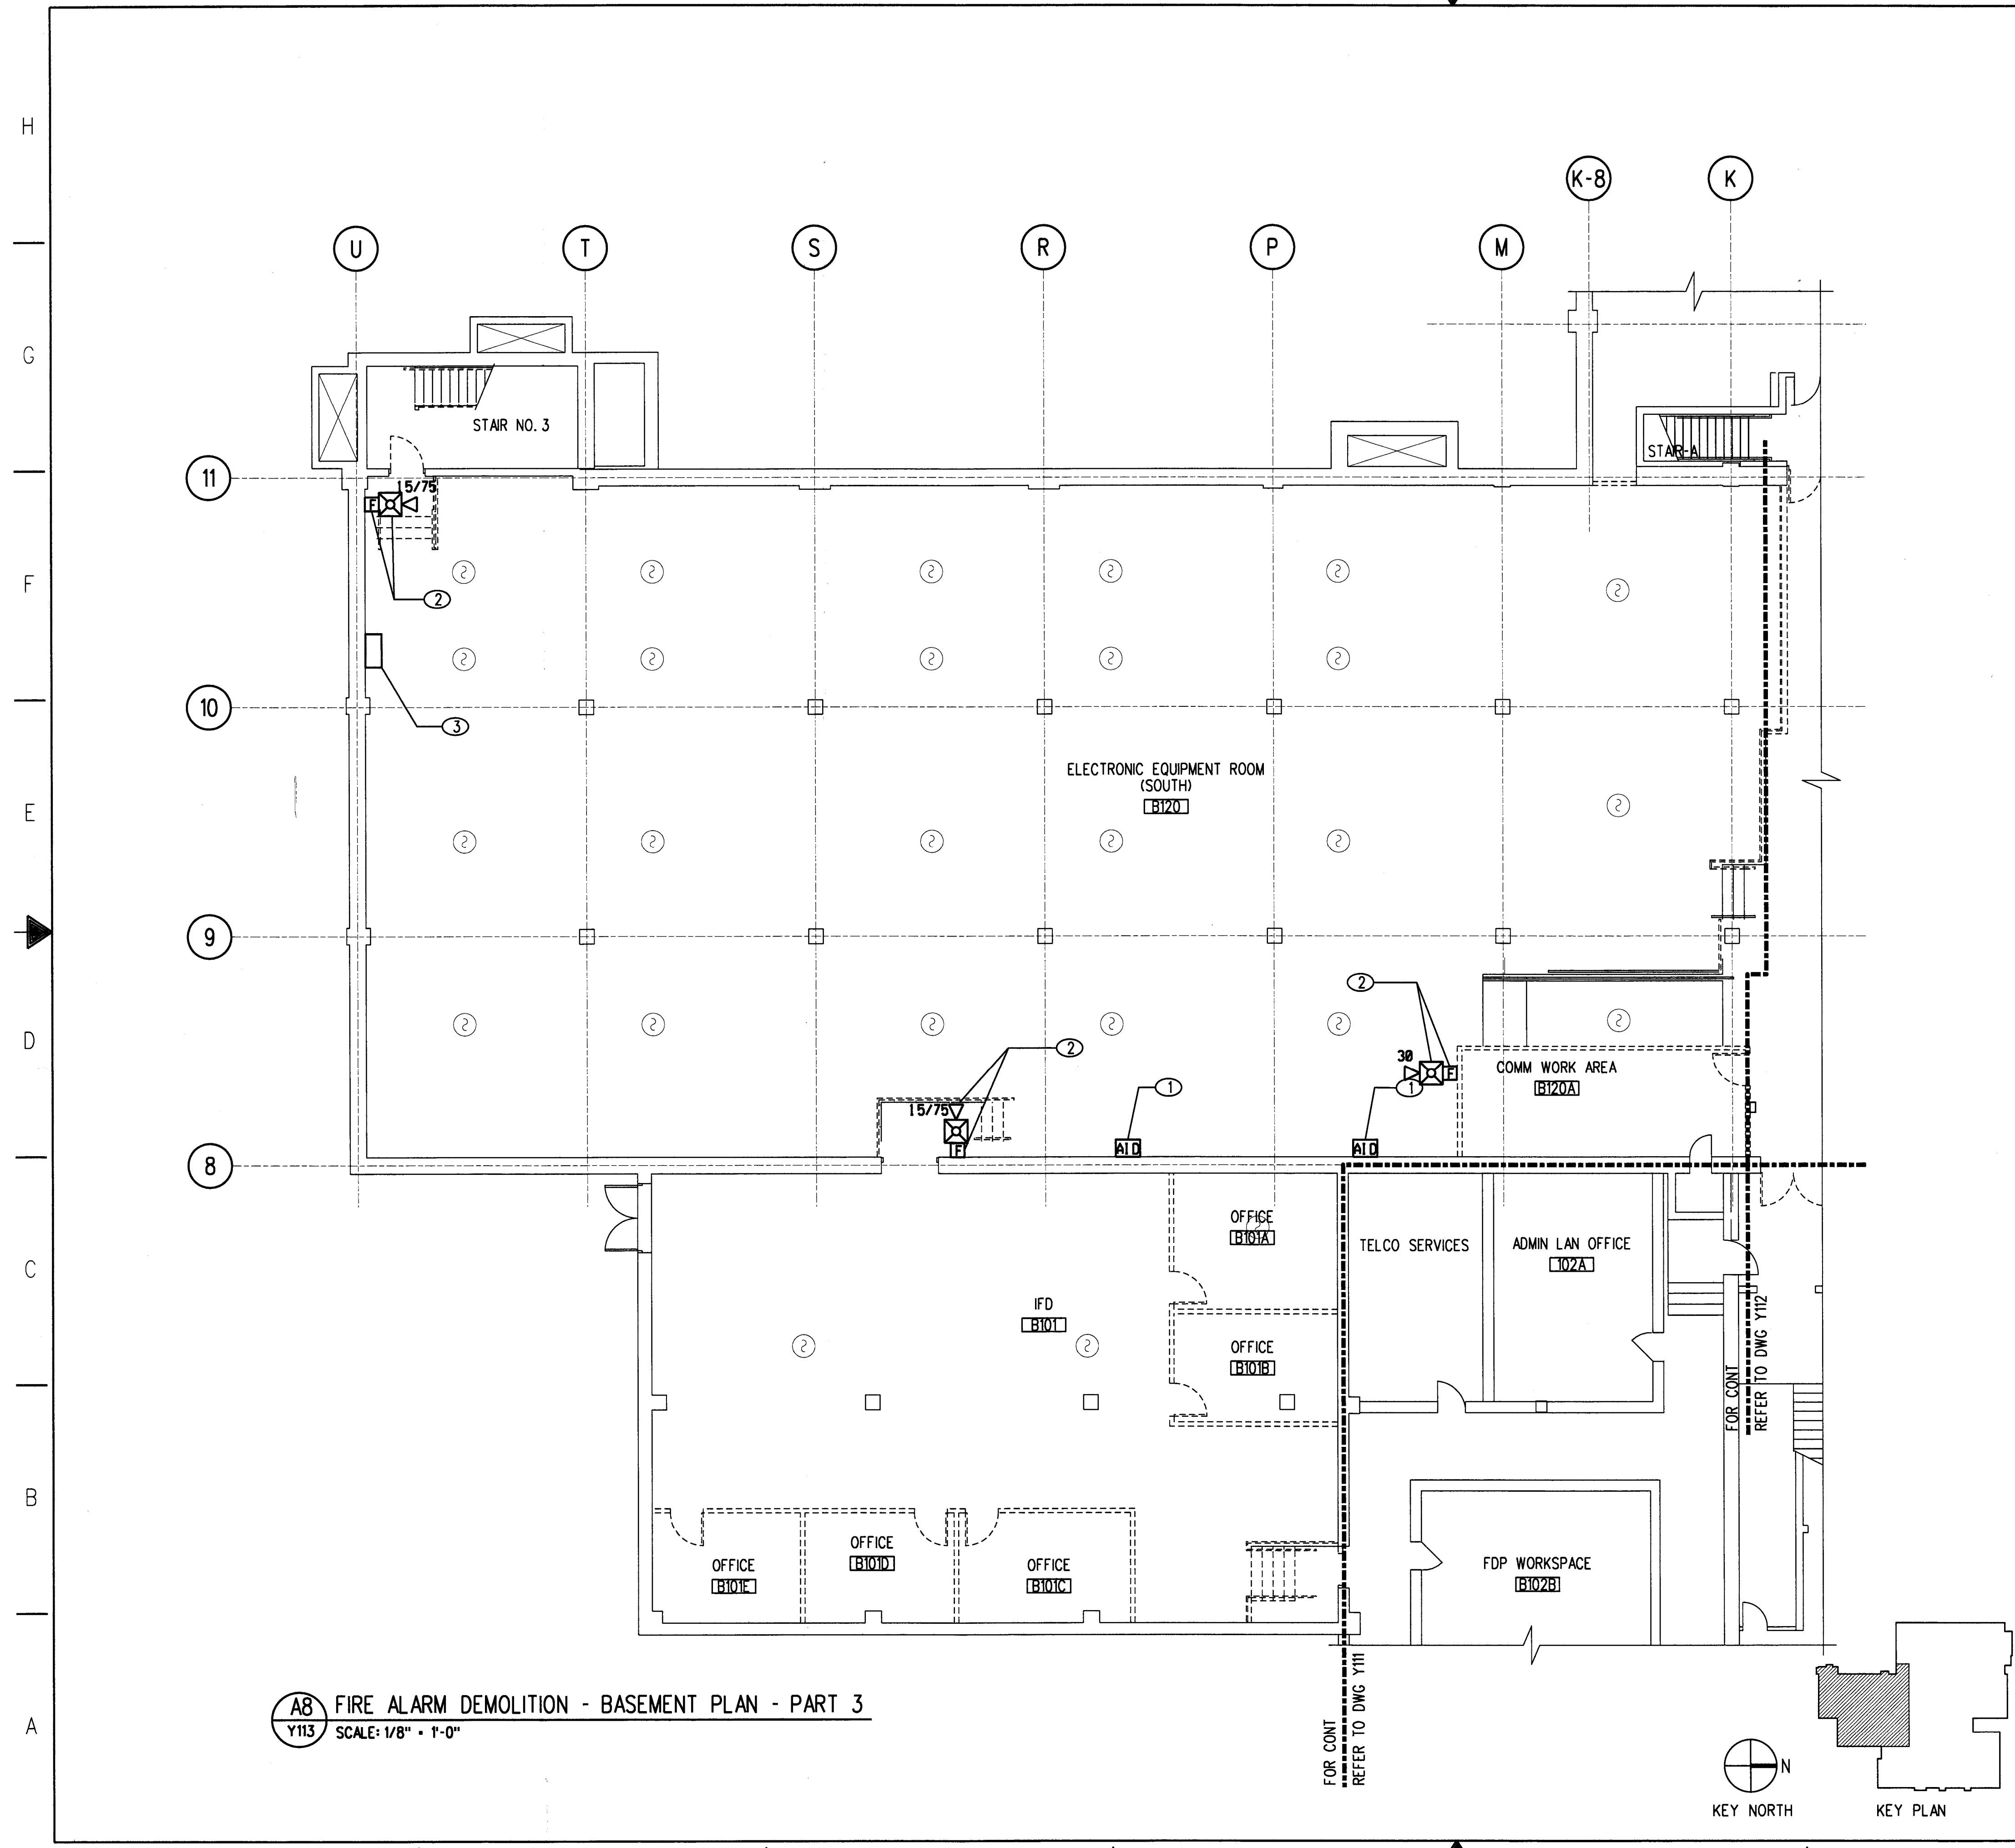 H
K-8
K
U
T
S
R
P
M
G
STAIR NO. 3
STAIR-A
11
15/75
F
F
2
10
3
ELECTRONIC EQUIPMENT ROOM
(SOUTH)
B120
E
9
2
D
2
30
F
COMM WORK AREA
B120A
1
1
15/75
F
AID
AID
8
OFFICE
B101A
TELCO SERVICES
ADMIN LAN OFFICE
102A
C
IFD
B101
OFFICE
B101B
FOR CONT
REFER TO DWG Y112
B
OFFICE
B101E
OFFICE
B101D
OFFICE
B101C
FDP WORKSPACE
B102B
A8
Y113
FIRE ALARM DEMOLITION - BASEMENT PLAN - PART 3
SCALE: 1/8" = 1'-0"
A
FOR CONT
REFER TO DWG Y111
N
KEY NORTH
KEY PLAN